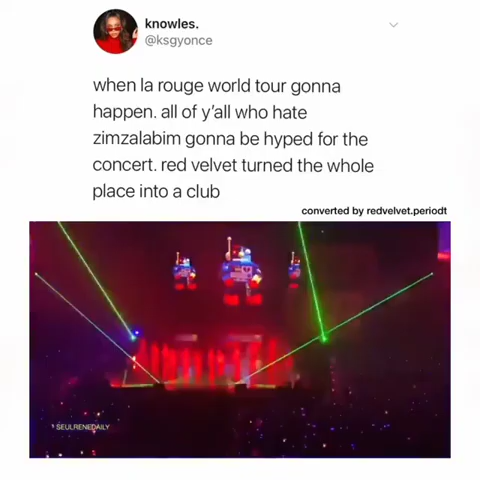 knowles.
@ksgyonce
when la rouge world tour gonna
happen. all of y'all who hate
zimzalabim gonna be hyped for the
concert. red velvet turned the whole
place into a club
converted by redvelvet.periodt
SEULRENEDAILY